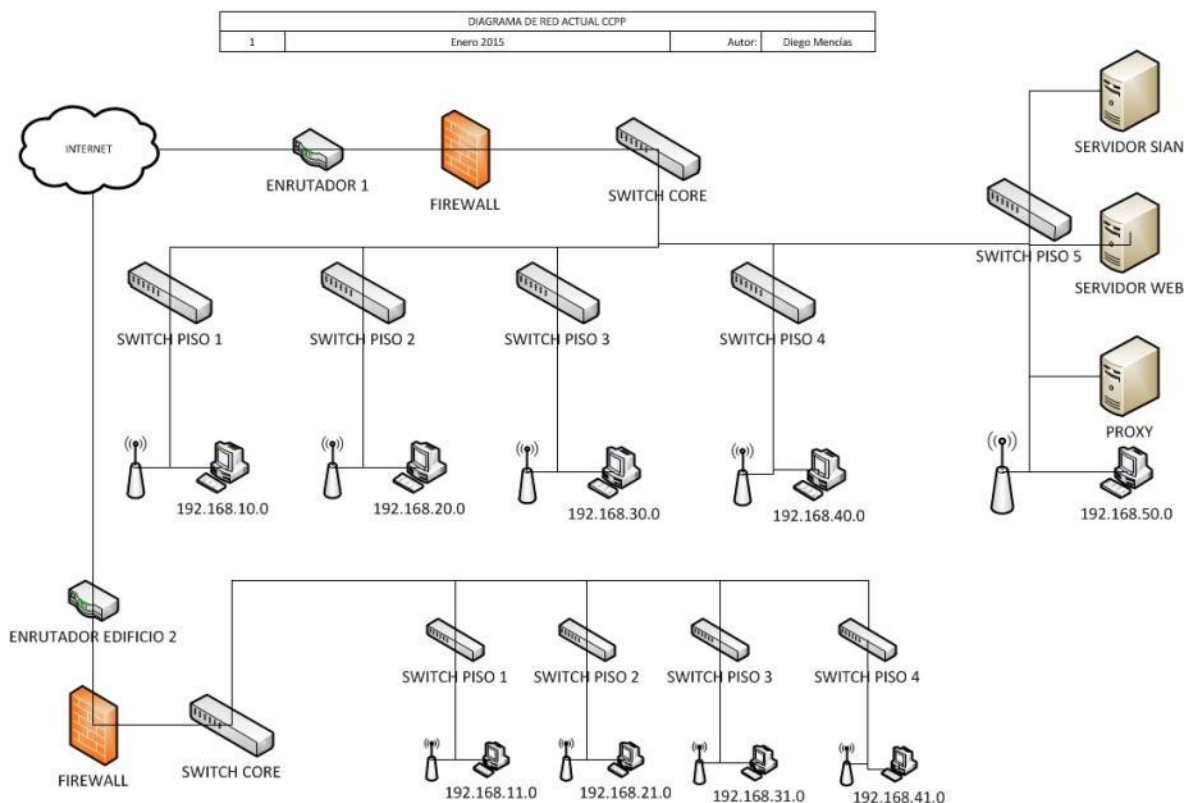 DIAGRAMA DE RED ACTUAL CCPP
1 Enero 2015 Autor: Diego Mencías
INTERNET
ENRUTADOR 1
FIREWALL
SWITCH CORE
SERVIDOR SIAN
SWITCH PISO 5
SERVIDOR WEB
SWITCH PISO 1
SWITCH PISO 2
SWITCH PISO 3
SWITCH PISO 4
PROXY
192.168.10.0
192.168.20.0
192.168.30.0
192.168.40.0
192.168.50.0
ENRUTADOR EDIFICIO 2
SWITCH PISO 1
SWITCH PISO 2
SWITCH PISO 3
SWITCH PISO 4
FIREWALL
SWITCH CORE
192.168.11.0
192.168.21.0
192.168.31.0
192.168.41.0